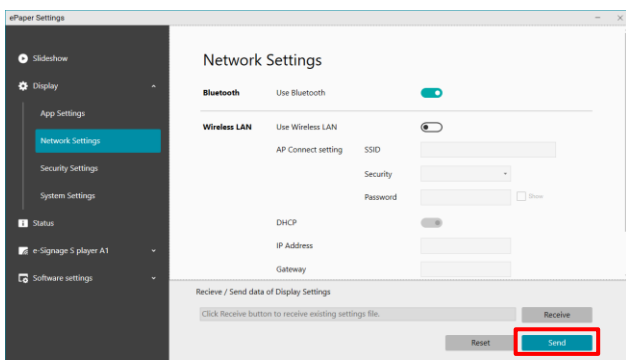 ePaper Settings
Slideshow
Display
App Settings
Network Settings
Security Settings
System Settings
Status
e-Signage S player A1
Software settings
Network Settings
Bluetooth Use Bluetooth
Wireless LAN Use Wireless LAN
AP Connect setting SSID
Security
Password Show
DHCP
IP Address
Gateway
Recieve / Send data of Display Settings
Click Receive button to receive existing settings file. Receive
Reset Send